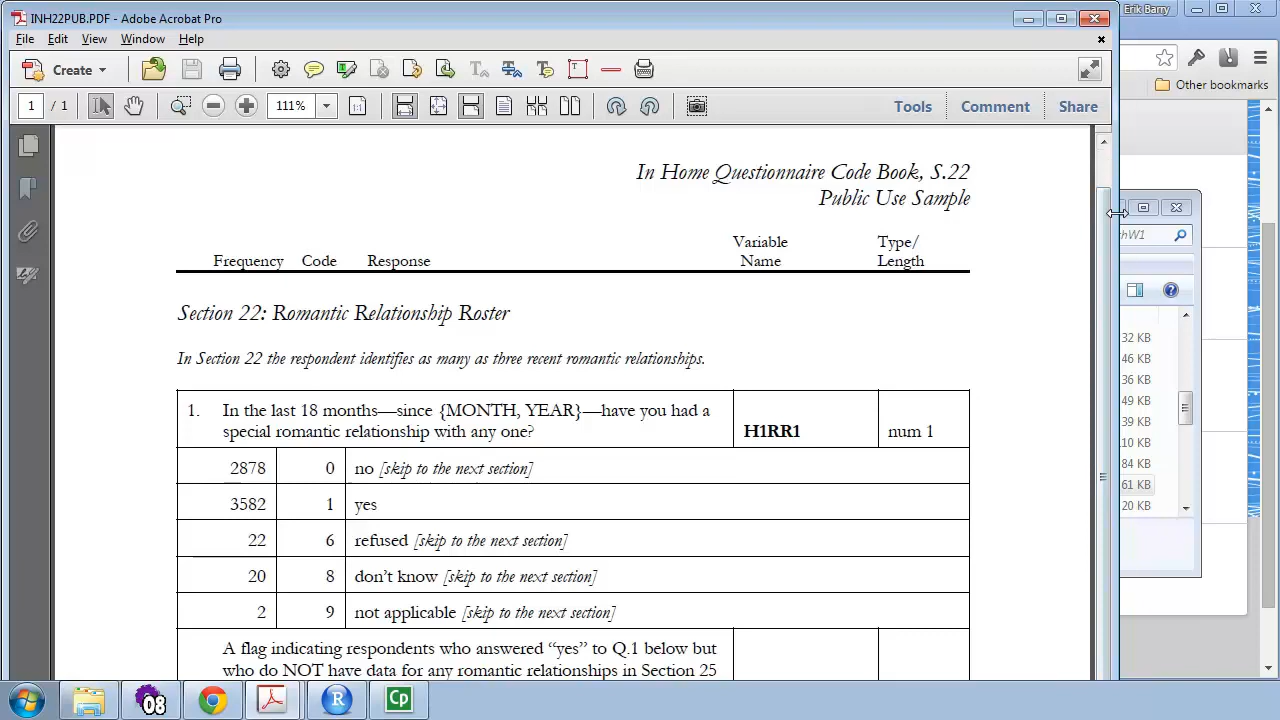 INH22PUB.PDF - Adobe Acrobat Pro
Erik Barry
File Edit View Window Help
Create
Other bookmarks
1 / 1 111% Tools Comment Share
In Home Questionnaire Code Book, S.22
Public Use Sample
Variable Type/
Frequency Code Response Name Length
Section 22: Romantic Relationship Roster
In Section 22 the respondent identifies as many as three recent romantic relationships.
1. In the last 18 months—since {MONTH, YEAR}—have you had a
special romantic relationship with any one? H1RR1 num 1
2878 0 no [skip to the next section]
3582 1 yes
22 6 refused [skip to the next section]
20 8 don't know [skip to the next section]
2 9 not applicable [skip to the next section]
A flag indicating respondents who answered “yes” to Q.1 below but
who do NOT have data for any romantic relationships in Section 25
hW1
32 KB
46 KB
36 KB
49 KB
39 KB
10 KB
84 KB
61 KB
20 KB
08
R
Cp